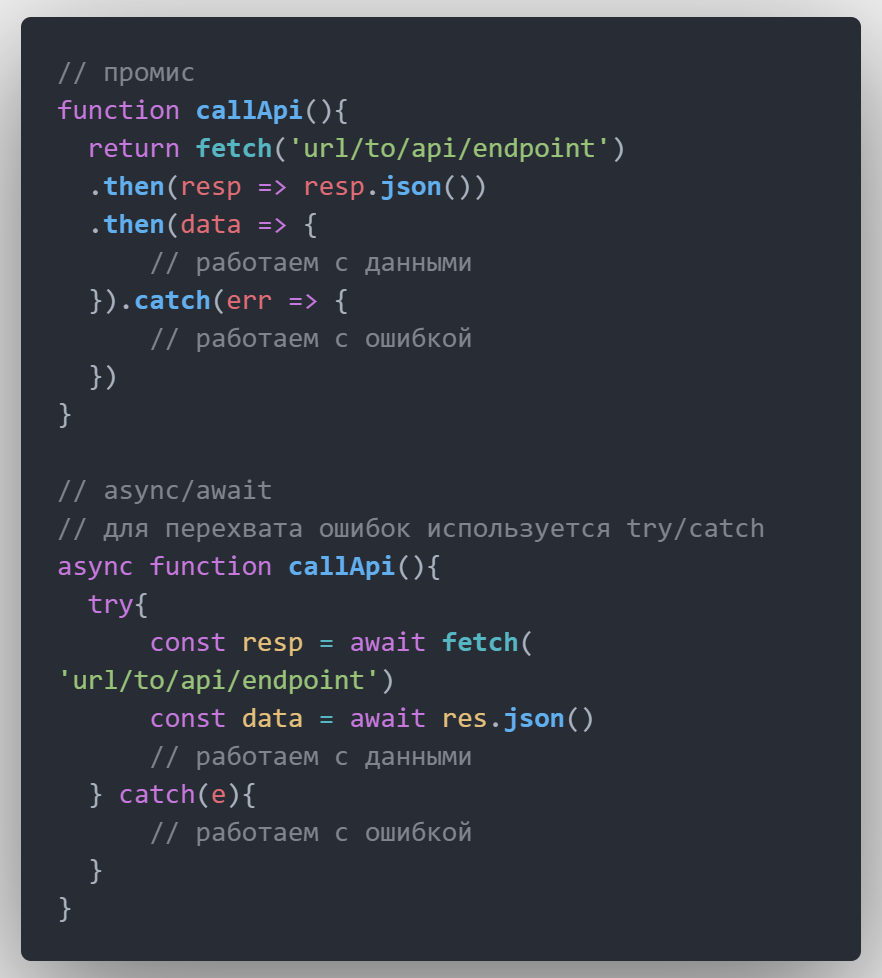 // промис
function callApi(){
  return fetch('url/to/api/endpoint')
  .then(resp => resp.json())
  .then(data => {
      // работаем с данными
  }).catch(err => {
      // работаем с ошибкой
  })
}

// async/await
// для перехвата ошибок используется try/catch
async function callApi(){
  try{
      const resp = await fetch(
'url/to/api/endpoint')
      const data = await res.json()
      // работаем с данными
  } catch(e){
      // работаем с ошибкой
  }
}